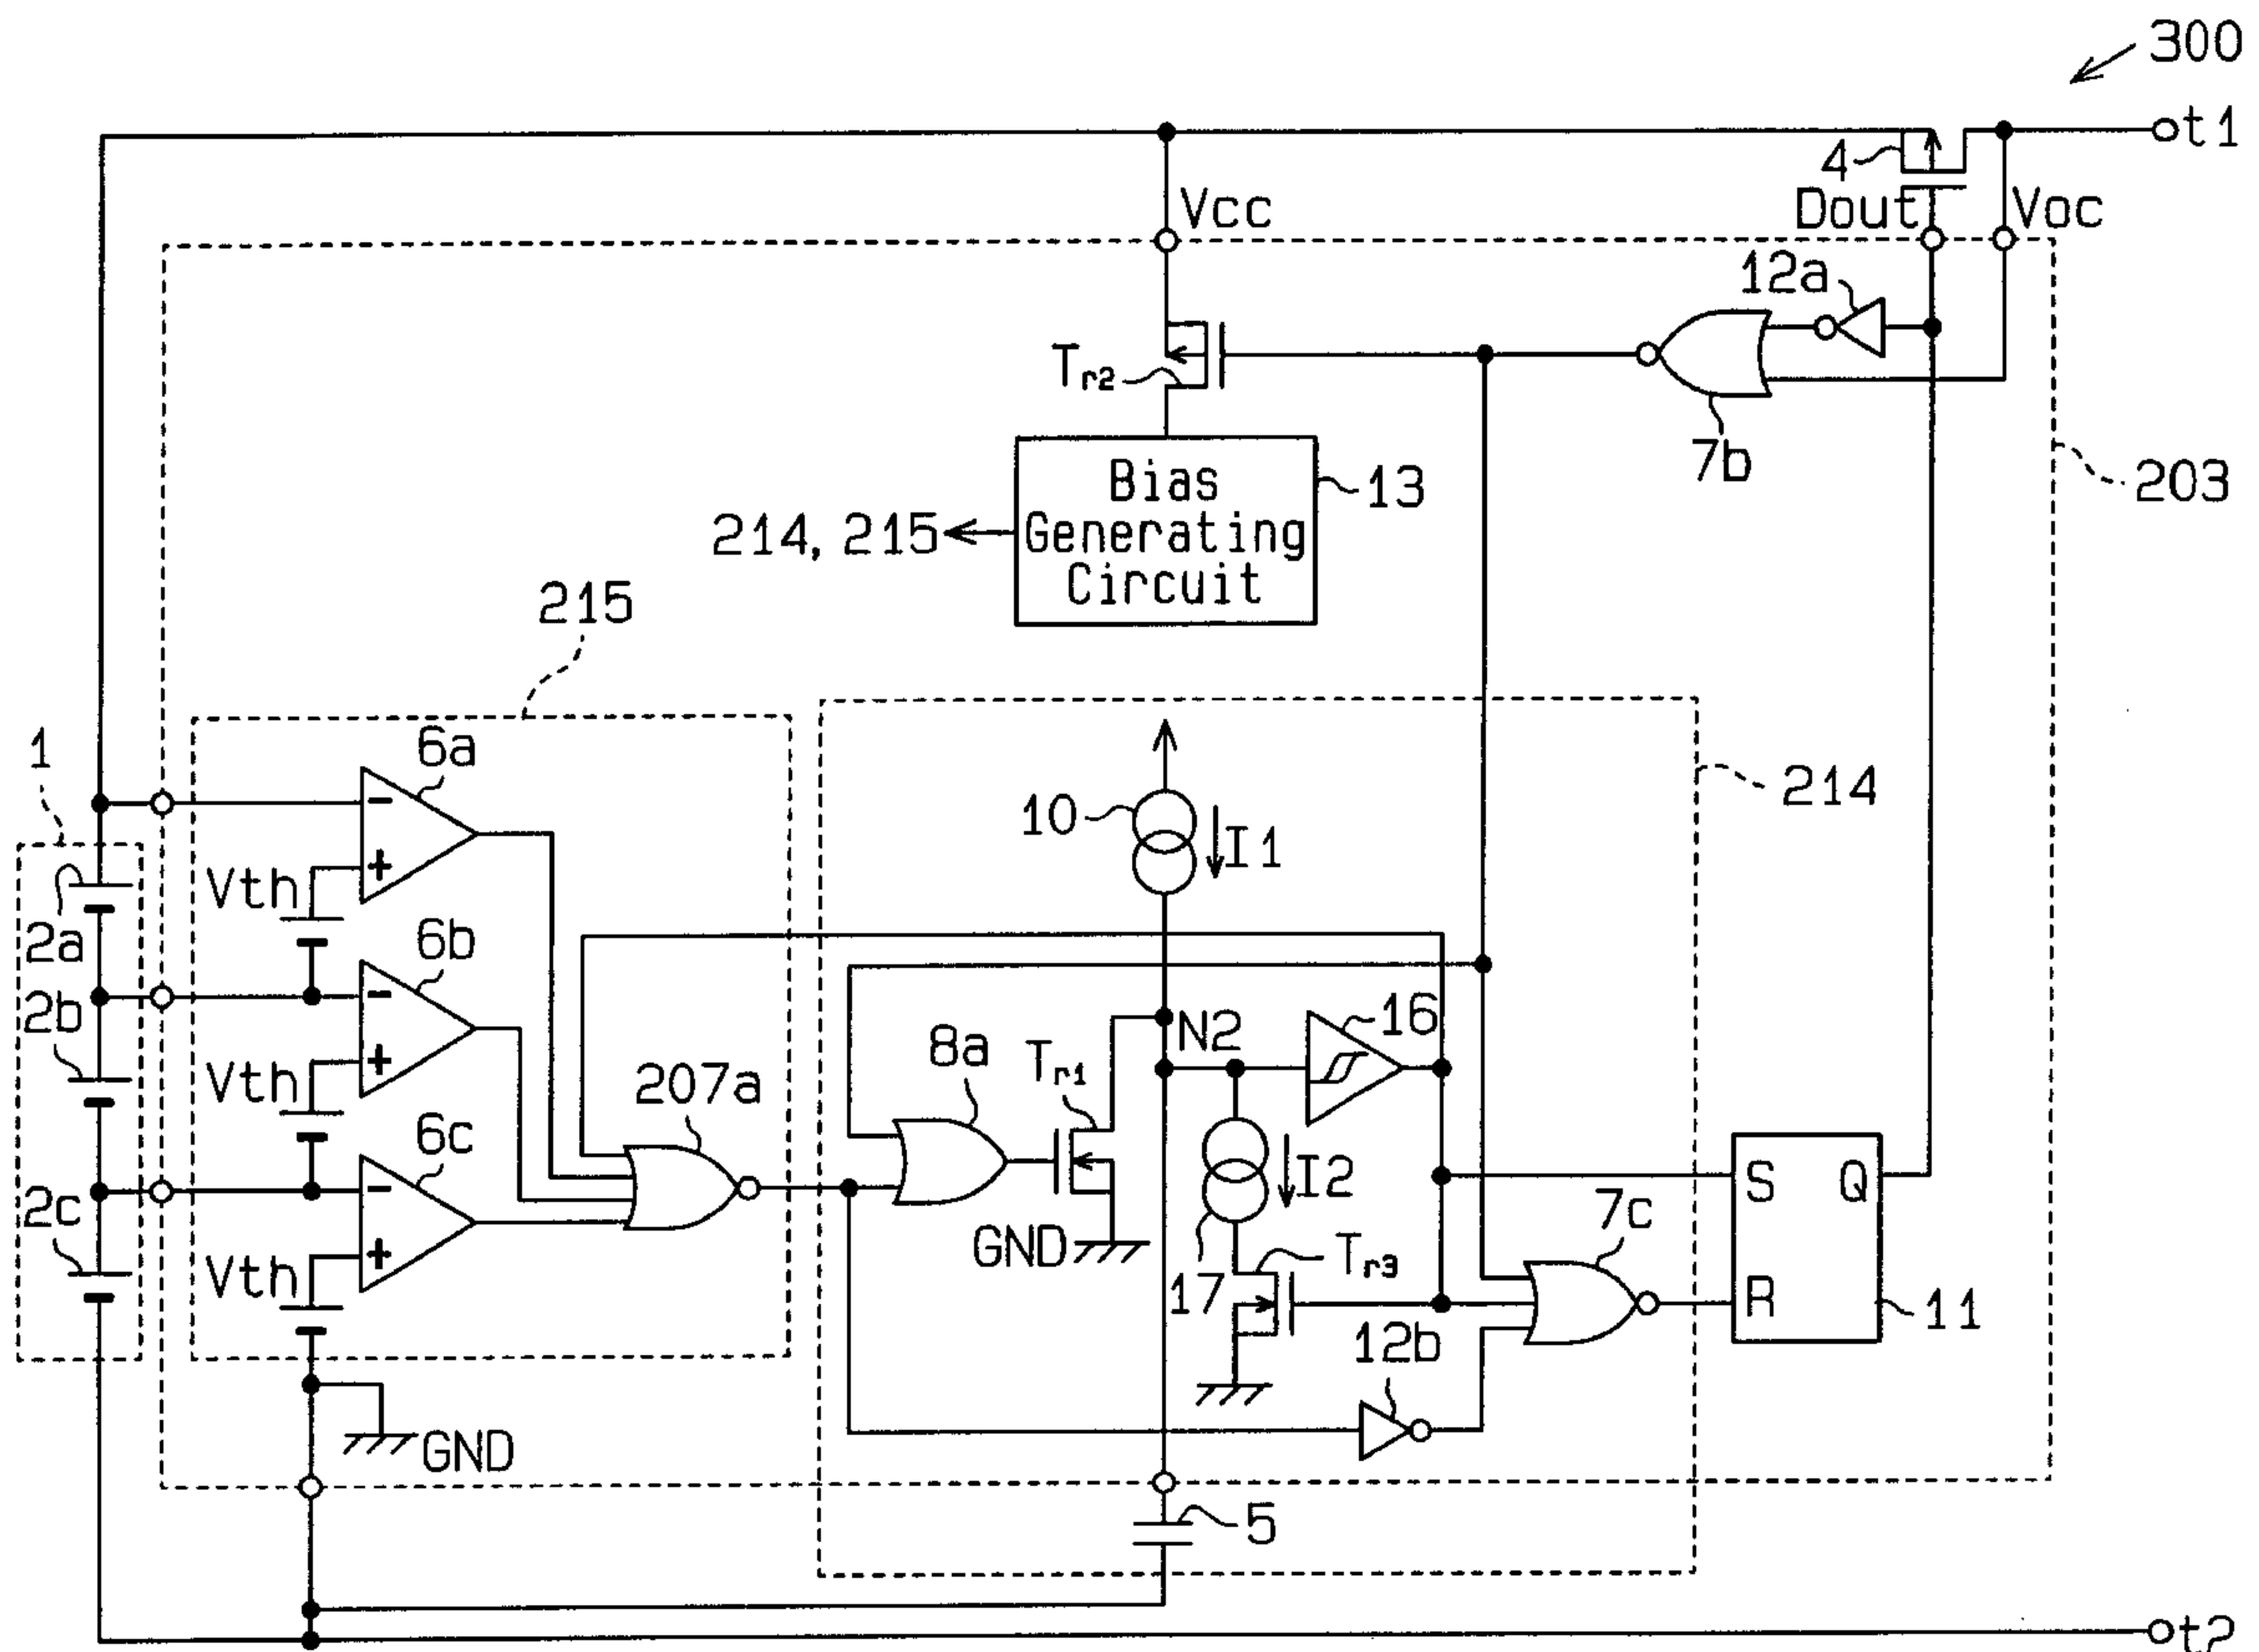 300
t1
4
Vcc
Dout
Voc
12a
Tr2
7b
203
Bias
Generating
Circuit
13
214, 215
215
1
6a
10
I1
214
Vth
2a
6b
2b
N2
16
8a
Tr1
Vth
207a
6c
2c
I2
S
Q
7c
GND
Vth
17
Tr3
R
11
12b
GND
5
t2